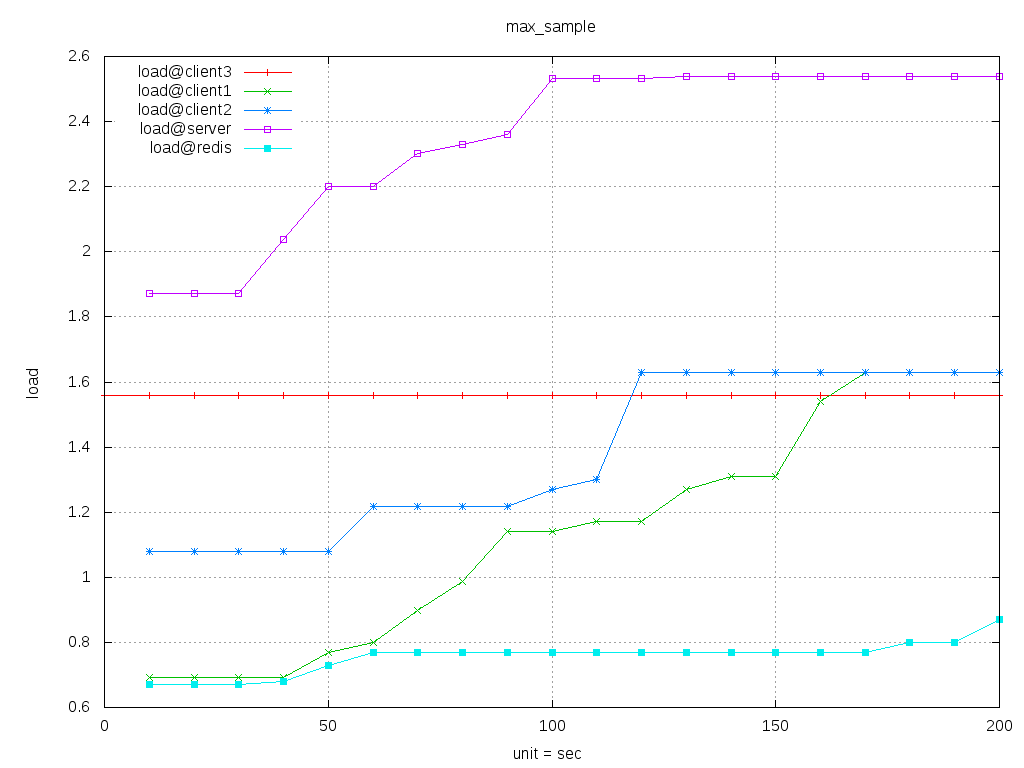 max_sample
2.6
2.4
2.2
2
1.8
1.6
1.4
1.2
1
0.8
0.6
load
load@client3
load@client1
load@client2
load@server
load@redis
0 50 100 150 200
unit = sec